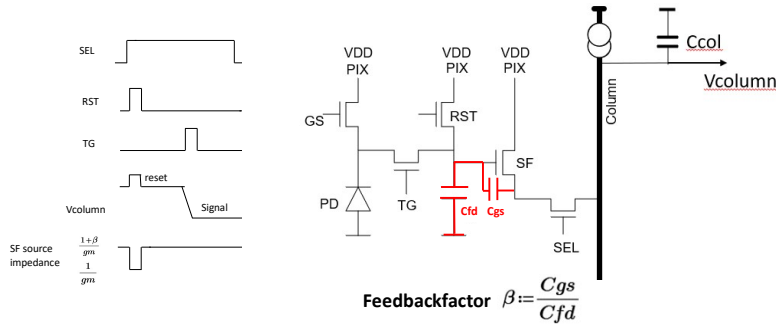 SEL
RST
TG
Vcolumn
reset
Signal
SF source
impedance
1+β
gm
1
gm
VDD
PIX
VDD
PIX
VDD
PIX
GS
RST
SF
PD
TG
Cfd
Cgs
SEL
Column
Ccol
Vcolumn
Feedbackfactor β:=Cgs/Cfd